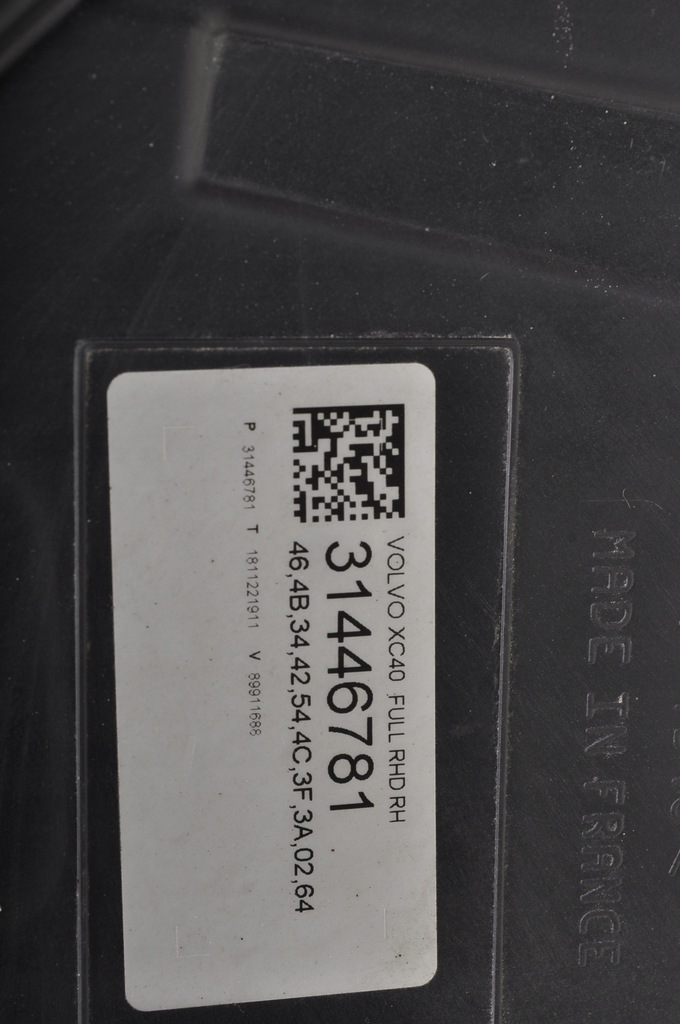 VOLVO XC40 FULL RHD RH
31446781
46,4B,34,42,54,4C,3F,3A,02,64
P 31446781 T 1811221911 V 89911688
MADE IN FRANCE